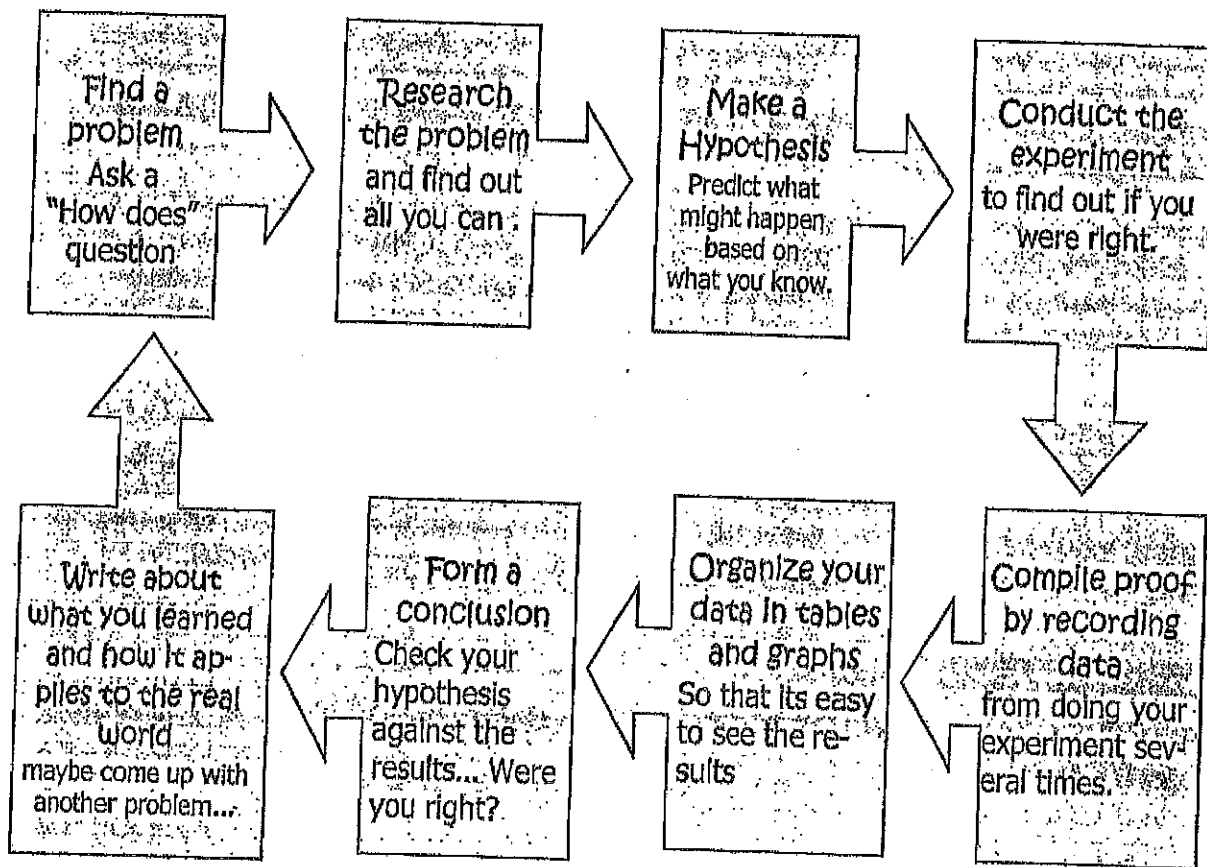 Find a
problem
Ask a
"How does"
question
Research
the problem
and find out
all you can
Make a
Hypothesis
Predict what
might happen
based on
what you know.
Conduct the
experiment
to find out if you
were right.
Compile proof
by recording
data
from doing your
experiment sev-
eral times.
Organize your
data in tables
and graphs
So that its easy
to see the re-
sults
Form a
conclusion
Check your
hypothesis
against the
results... Were
you right?
Write about
what you learned
and how it ap-
plies to the real
world
maybe come up with
another problem...